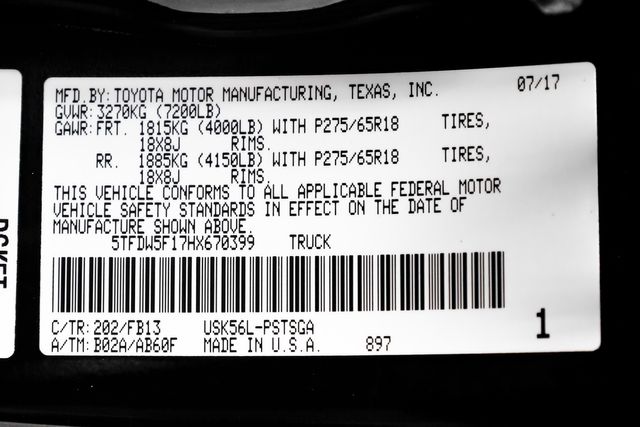 MFD.BY:TOYOTA MOTOR MANUFACTURING, TEXAS, INC. 07/17
GVWR:3270KG (7200LB)
GAWR:FRT. 1815KG (4000LB) WITH P275/65R18 TIRES,
18X8J RIMS.
RR. 1885KG (4150LB) WITH P275/65R18 TIRES,
18X8J RIMS.
THIS VEHICLE CONFORMS TO ALL APPLICABLE FEDERAL MOTOR
VEHICLE SAFETY STANDARDS IN EFFECT ON THE DATE OF
MANUFACTURE SHOWN ABOVE.
5TFDW5F17HX670399 TRUCK
C/TR:202/FB13 USK56L-PSTSGA
A/TM:B02A/AB60F MADE IN U.S.A. 897
1